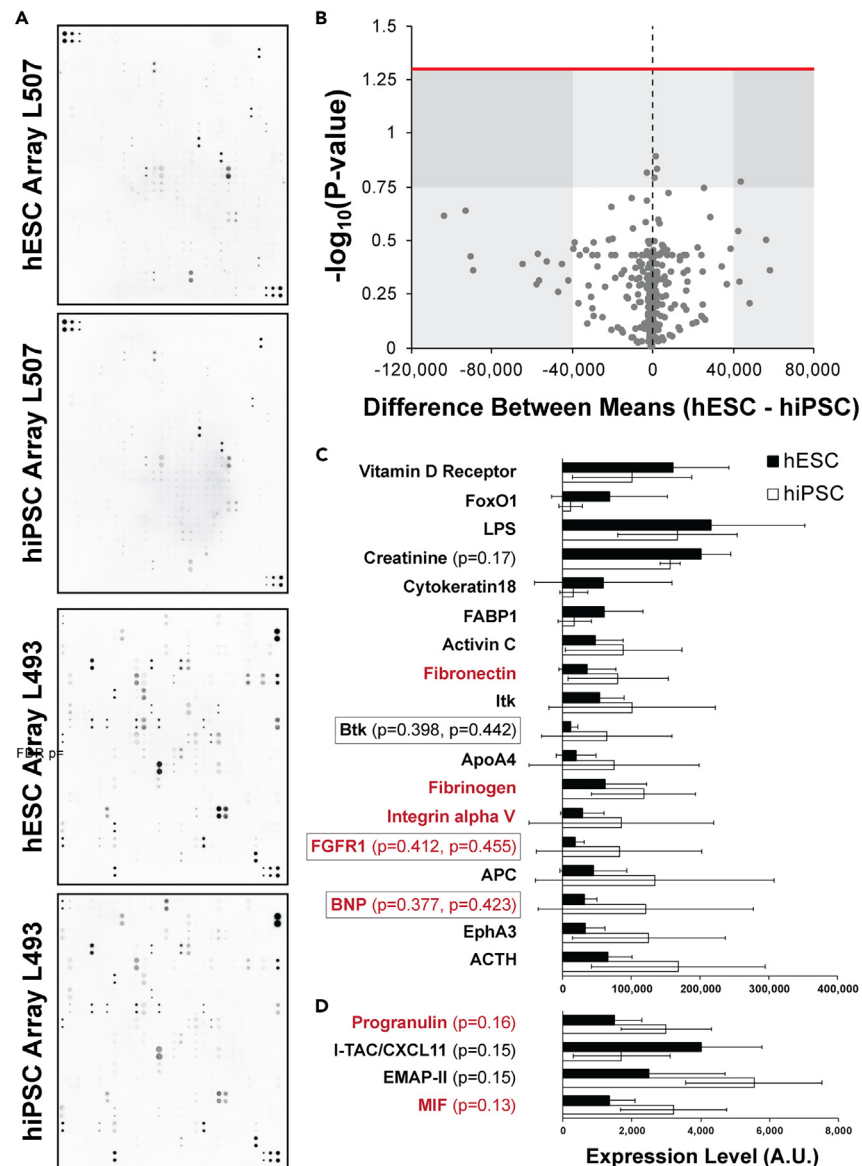 A
hESC Array L507
hiPSC Array L507
hESC Array L493
FDR p=
hiPSC Array L493
B
-log10(P-value)
1.5
1.25
1
0.75
0.5
0.25
0
-120,000
-80,000
-40,000
0
40,000
80,000
Difference Between Means (hESC - hiPSC)
C
hESC
hiPSC
Vitamin D Receptor
FoxO1
LPS
Creatinine (p=0.17)
Cytokeratin18
FABP1
Activin C
Fibronectin
Itk
Btk (p=0.398, p=0.442)
ApoA4
Fibrinogen
Integrin alpha V
FGFR1 (p=0.412, p=0.455)
APC
BNP (p=0.377, p=0.423)
EphA3
ACTH
0
100,000
200,000
300,000
400,000
D
Progranulin (p=0.16)
I-TAC/CXCL11 (p=0.15)
EMAP-II (p=0.15)
MIF (p=0.13)
0
2,000
4,000
6,000
8,000
Expression Level (A.U.)